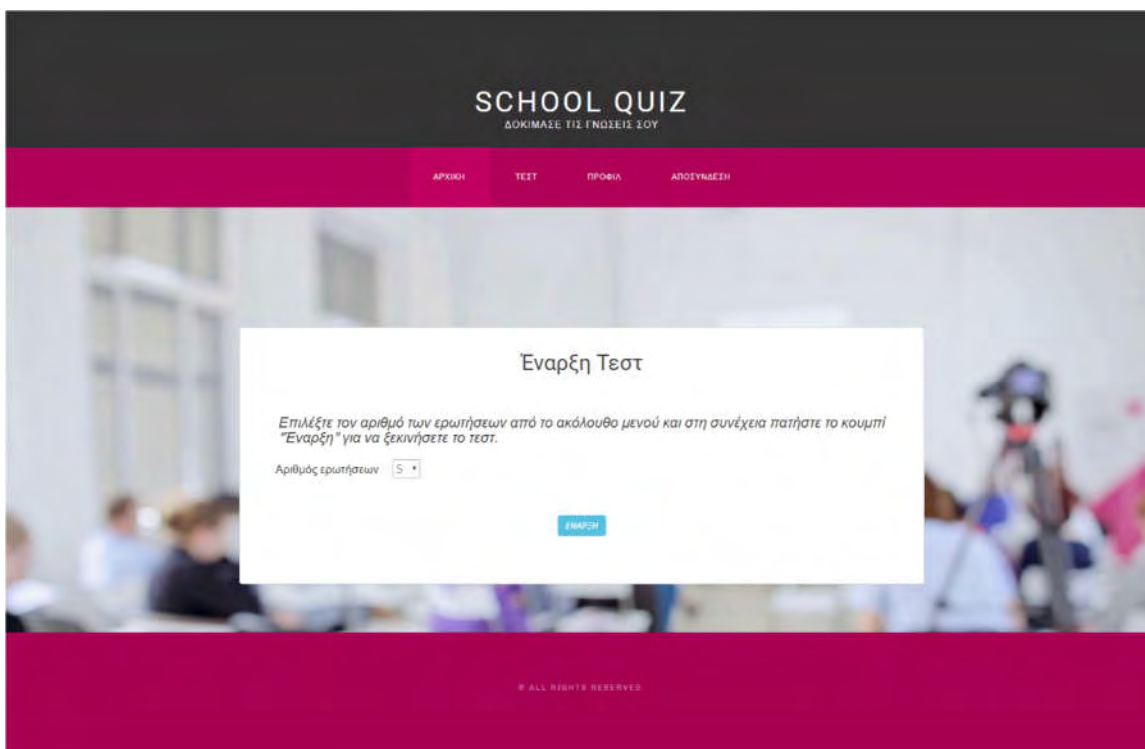 SCHOOL QUIZ
ΔΟΚΙΜΑΣΕ ΤΙΣ ΓΝΩΣΕΙΣ ΣΟΥ
ΑΡΧΙΚΗ ΤΕΣΤ ΠΡΟΦΙΛ ΑΠΟΣΥΝΔΕΣΗ
Έναρξη Τεστ
Επιλέξτε τον αριθμό των ερωτήσεων από το ακόλουθο μενού και στη συνέχεια πατήστε το κουμπί
"Έναρξη" για να ξεκινήσετε το τεστ.
Αριθμός ερωτήσεων 5
ΕΝΑΡΞΗ
© ALL RIGHTS RESERVED.